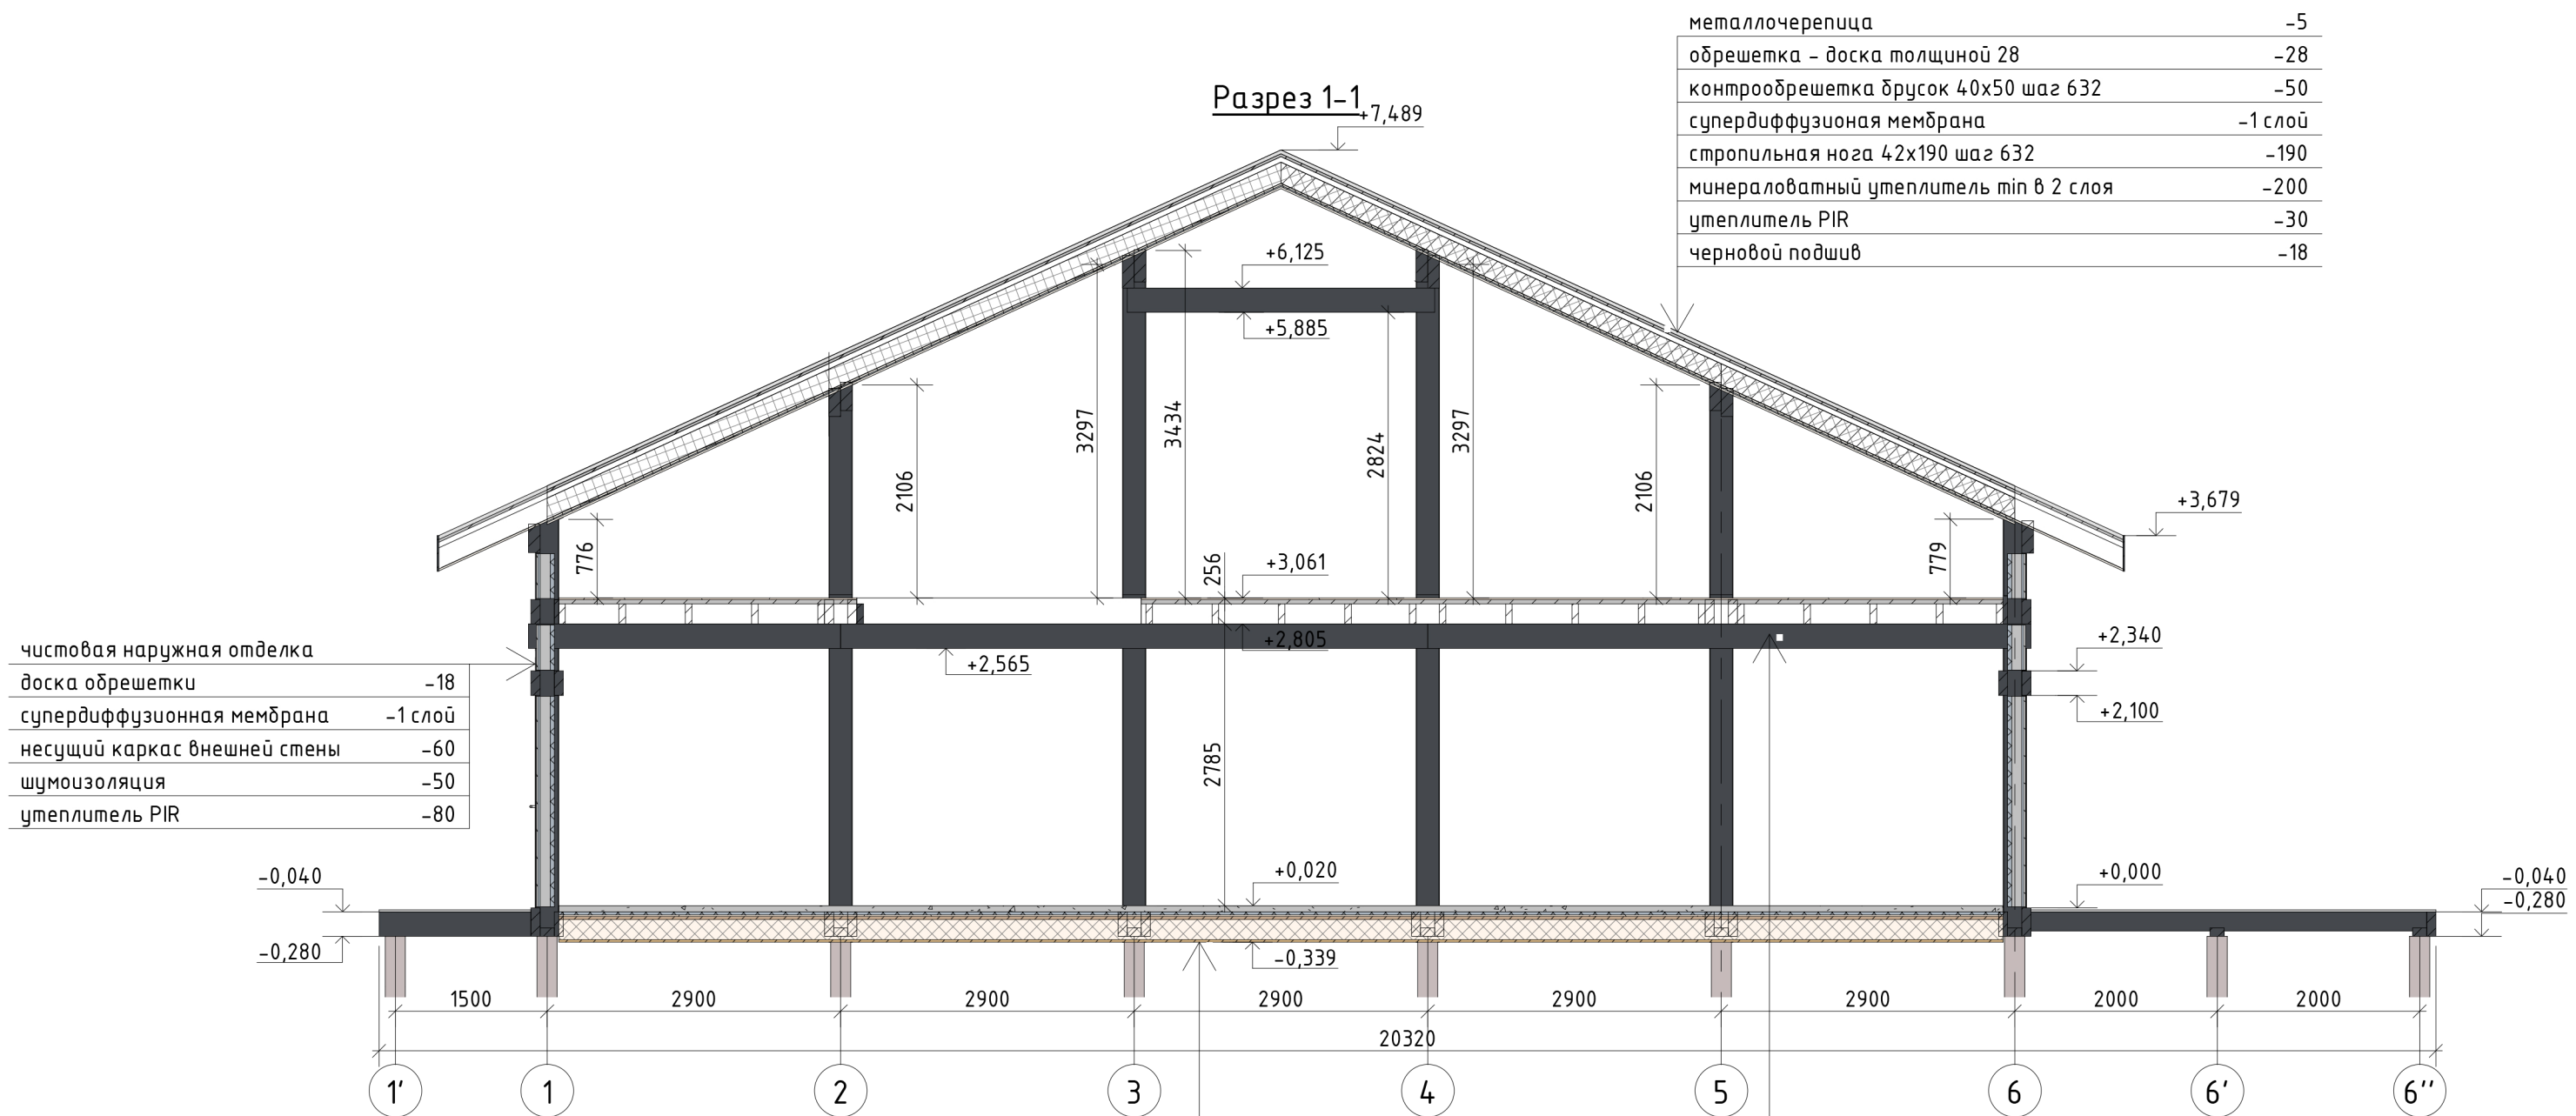 металлочерепица -5
обрешетка - доска толщиной 28 -28
контрообрешетка брусок 40x50 шаг 632 -50
супердиффузионая мембрана -1 слой
стропильная нога 42x190 шаг 632 -190
минераловатный утеплитель min в 2 слоя -200
утеплитель PIR -30
черновой подшив -18
Разрез 1-1
+7,489
+6,125
+5,885
3297
3434
2824
3297
2106
2106
+3,679
776
256
+3,061
779
+2,805
+2,565
+2,340
+2,100
чистовая наружная отделка
доска обрешетки -18
супердиффузионная мембрана -1 слой
несущий каркас внешней стены -60
шумоизоляция -50
утеплитель PIR -80
2785
-0,040
+0,020
+0,000
-0,040
-0,280
-0,280
-0,339
1500
2900
2900
2900
2900
2900
2000
2000
20320
1'
1
2
3
4
5
6
6'
6''